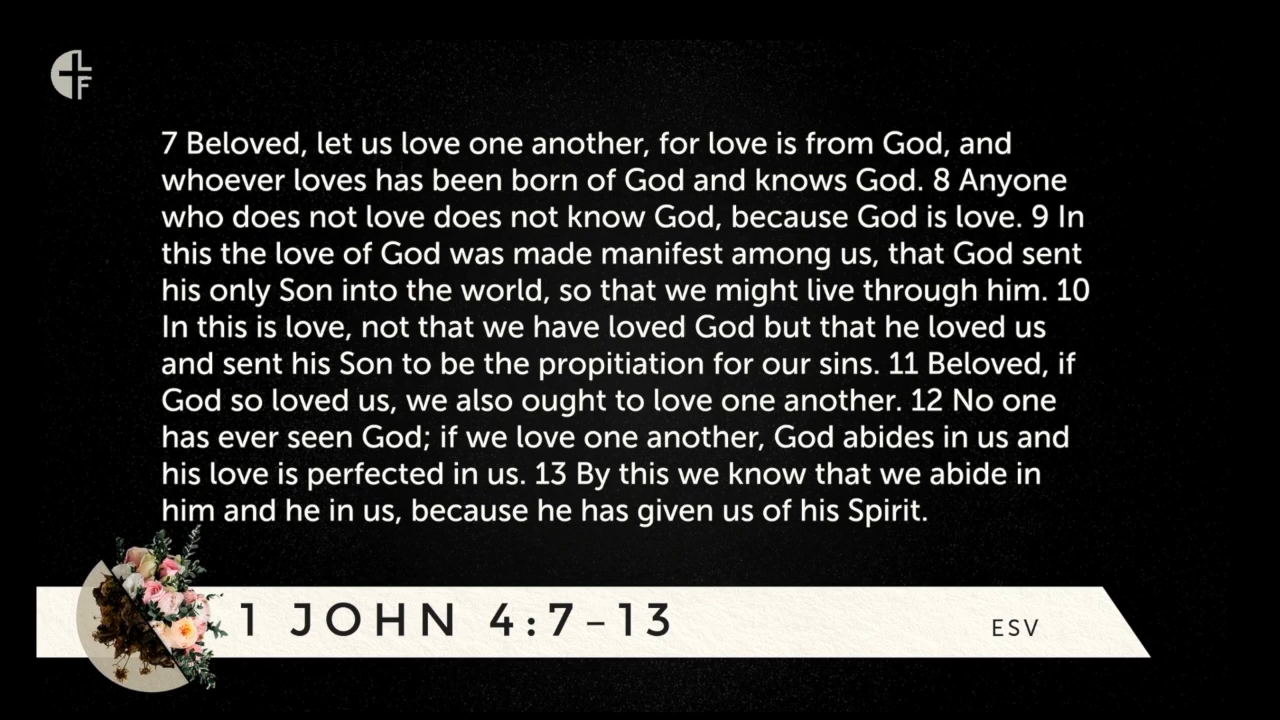 LF
7 Beloved, let us love one another, for love is from God, and
whoever loves has been born of God and knows God. 8 Anyone
who does not love does not know God, because God is love. 9 In
this the love of God was made manifest among us, that God sent
his only Son into the world, so that we might live through him. 10
In this is love, not that we have loved God but that he loved us
and sent his Son to be the propitiation for our sins. 11 Beloved, if
God so loved us, we also ought to love one another. 12 No one
has ever seen God; if we love one another, God abides in us and
his love is perfected in us. 13 By this we know that we abide in
him and he in us, because he has given us of his Spirit.
1 JOHN 4:7–13
ESV